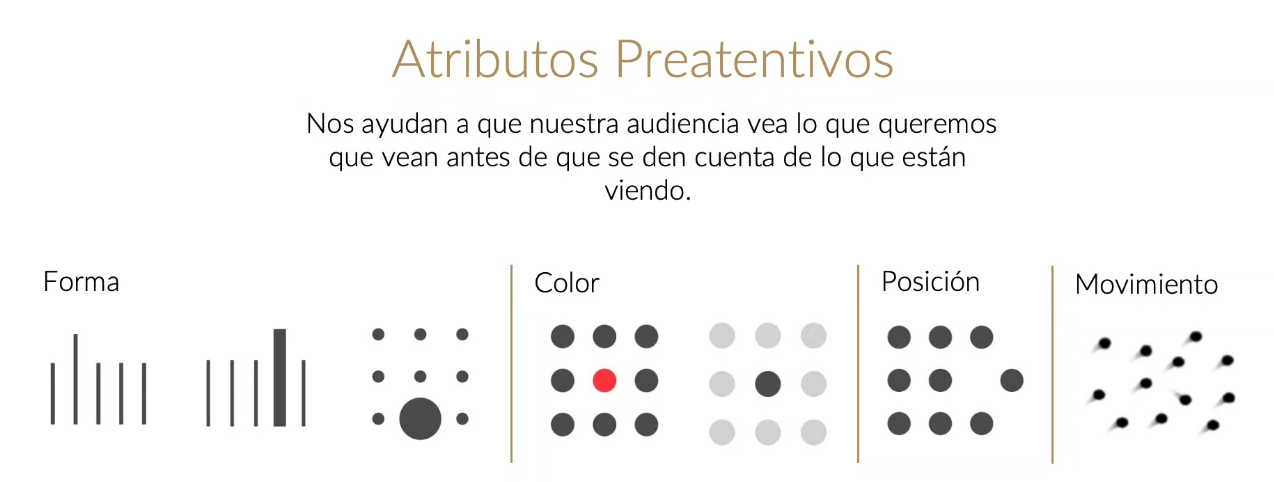 Atributos Preatentivos
Nos ayudan a que nuestra audiencia vea lo que queremos
que vean antes de que se den cuenta de lo que están
viendo.
Forma
Color
Posición
Movimiento